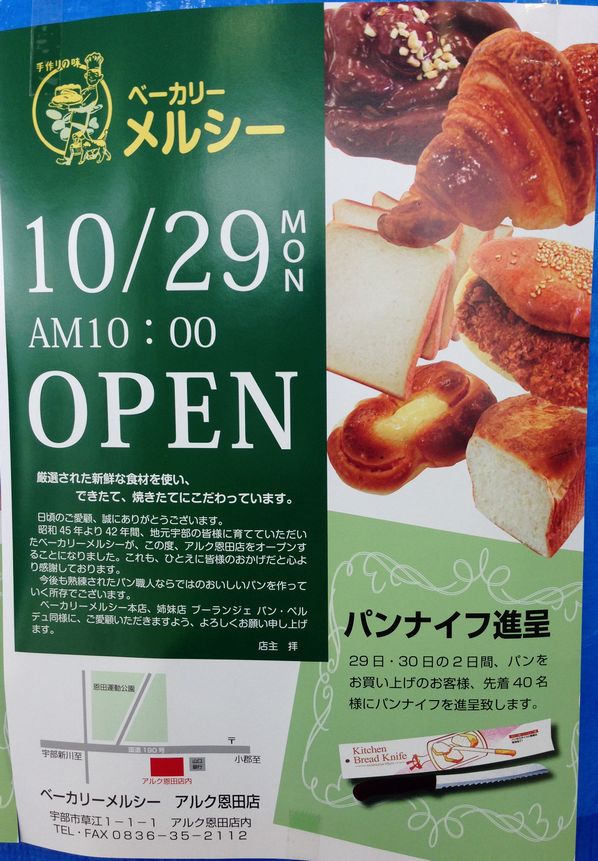 手作りの味
ベーカリー
メルシー
10/29 MON
AM10：00
OPEN
厳選された新鮮な食材を使い、
できたて、焼きたてにこだわっています。
日頃のご愛顧、誠にありがとうございます。
昭和45年より42年間、地元宇部の皆様に育てていただい
たベーカリーメルシーが、この度、アルク恩田店をオープンす
ることになりました。これも、ひとえに皆様のおかげだと心よ
り感謝しております。
今後も熟練されたパン職人ならではのおいしいパンを作って
いく所存でございます。
ベーカリーメルシー本店、姉妹店 ブーランジェ パン・ベル
デュ同様に、ご愛顧いただきますよう、よろしくお願い申し上げ
ます。
店主 拝
パンナイフ進呈
29日・30日の2日間、パンを
お買い上げのお客様、先着40名
様にパンナイフを進呈致します。
Kitchen
Bread Knife
恩田運動公園
国道190号
〒
宇部新川至
小郡至
山口
銀行
アルク恩田店内
ベーカリーメルシー アルク恩田店
宇部市草江1-1-1 アルク恩田店内
TEL・FAX 0836-35-2112